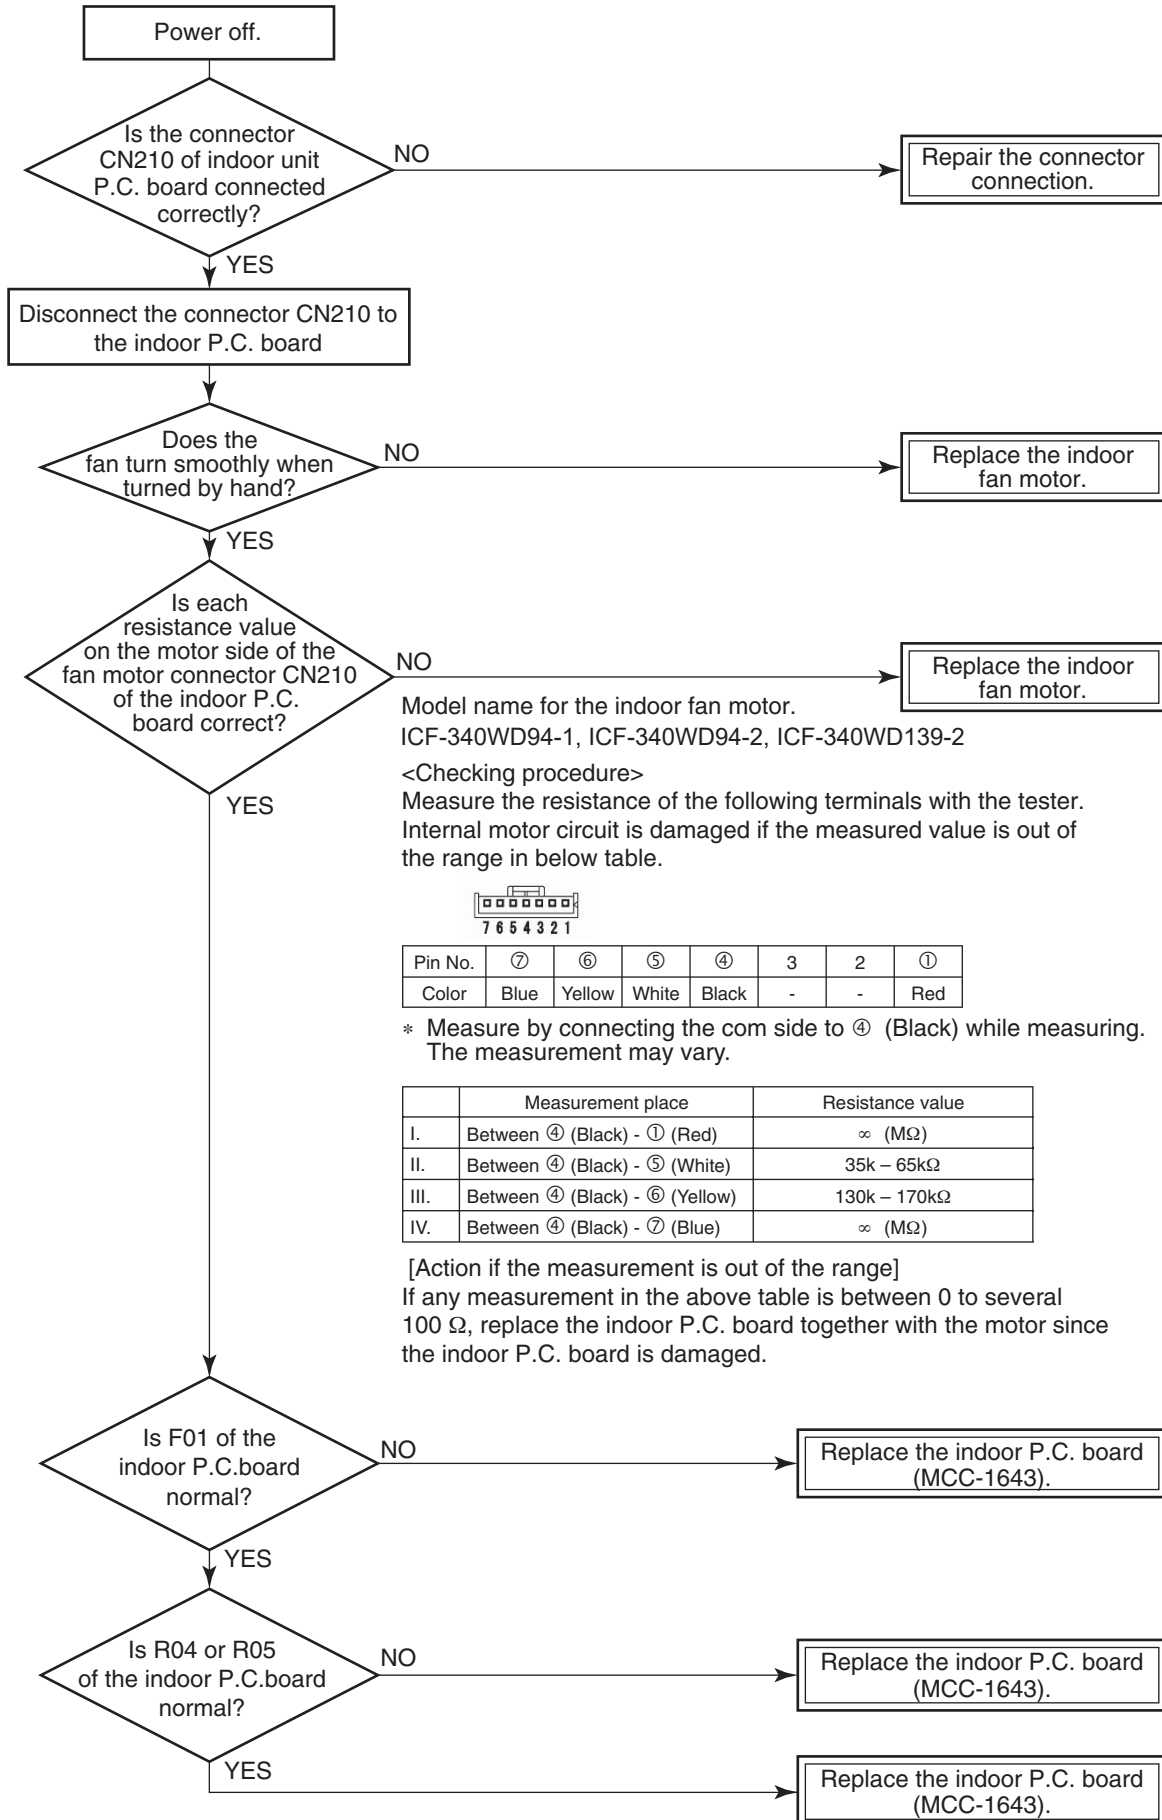 Power off.
Is the connector
CN210 of indoor unit
P.C. board connected
correctly?
NO
Repair the connector
connection.
YES
Disconnect the connector CN210 to
the indoor P.C. board
Does the
fan turn smoothly when
turned by hand?
NO
Replace the indoor
fan motor.
YES
Is each
resistance value
on the motor side of the
fan motor connector CN210
of the indoor P.C.
board correct?
NO
Replace the indoor
fan motor.
YES
Model name for the indoor fan motor.
ICF-340WD94-1, ICF-340WD94-2, ICF-340WD139-2
<Checking procedure>
Measure the resistance of the following terminals with the tester.
Internal motor circuit is damaged if the measured value is out of
the range in below table.
7 6 5 4 3 2 1
Pin No. ⑦ ⑥ ⑤ ④ 3 2 ①
Color Blue Yellow White Black - - Red
* Measure by connecting the com side to ④ (Black) while measuring.
The measurement may vary.
Measurement place Resistance value
I. Between ④ (Black) - ① (Red) ∞ (MΩ)
II. Between ④ (Black) - ⑤ (White) 35k – 65kΩ
III. Between ④ (Black) - ⑥ (Yellow) 130k – 170kΩ
IV. Between ④ (Black) - ⑦ (Blue) ∞ (MΩ)
[Action if the measurement is out of the range]
If any measurement in the above table is between 0 to several
100 Ω, replace the indoor P.C. board together with the motor since
the indoor P.C. board is damaged.
Is F01 of the
indoor P.C.board
normal?
NO
Replace the indoor P.C. board
(MCC-1643).
YES
Is R04 or R05
of the indoor P.C.board
normal?
NO
Replace the indoor P.C. board
(MCC-1643).
YES
Replace the indoor P.C. board
(MCC-1643).